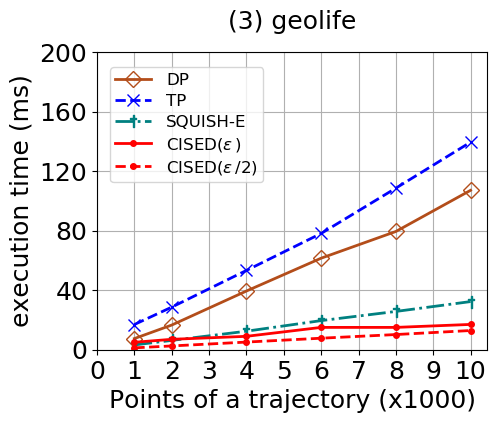 (3) geolife
execution time (ms)
200
160
120
80
40
0
DP
TP
SQUISH-E
CISED(ε )
CISED(ε /2)
0 1 2 3 4 5 6 7 8 9 10
Points of a trajectory (x1000)